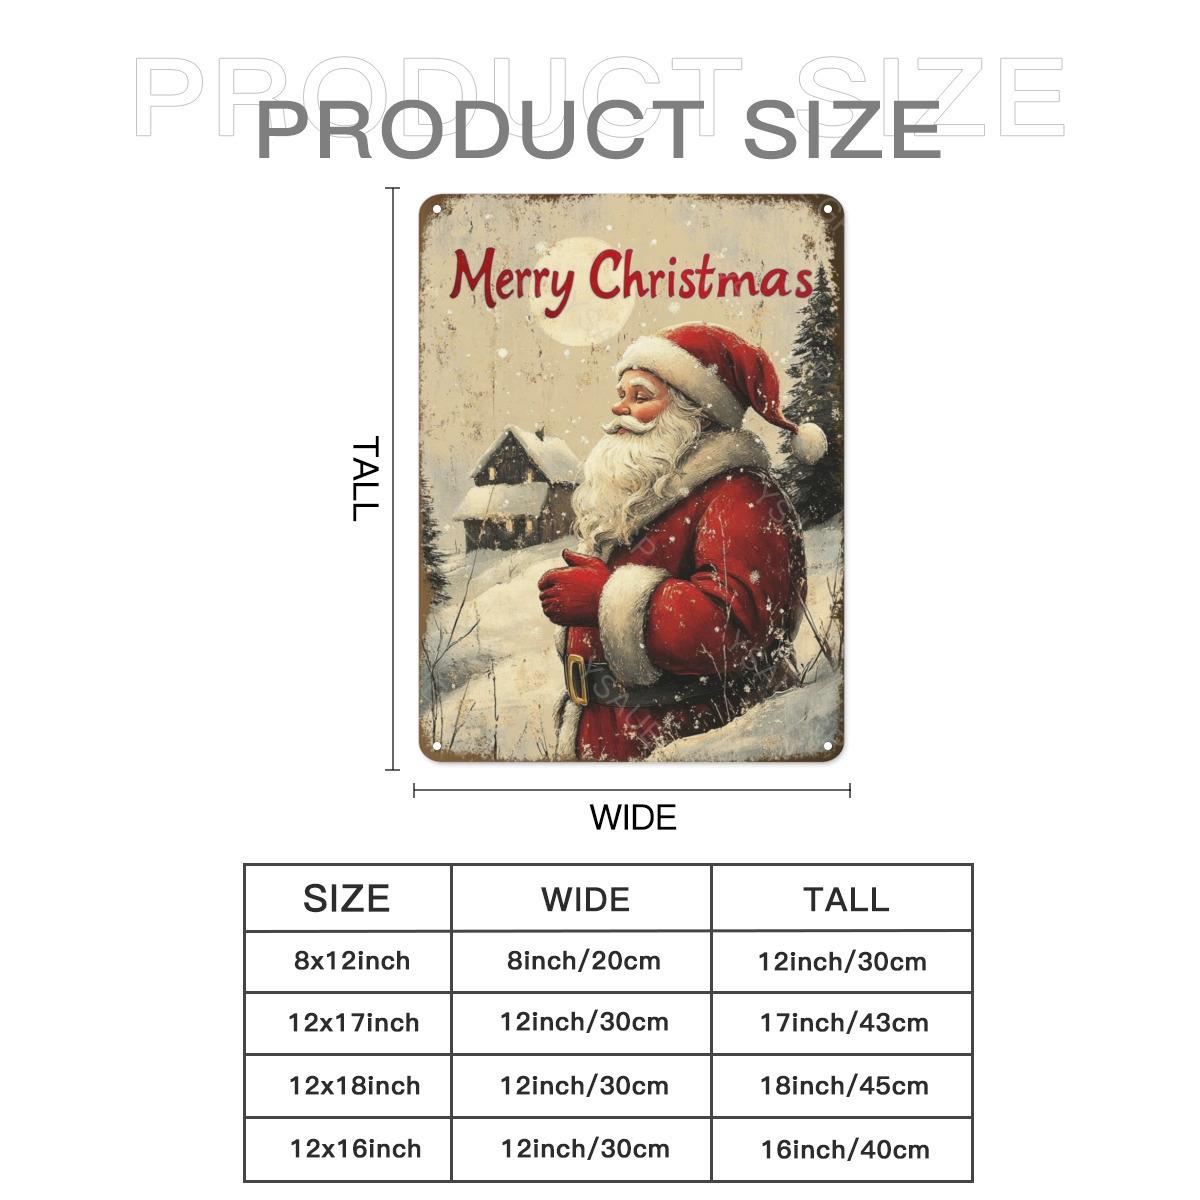 PRODUCT SIZE
PRODUCT SIZE
Merry Christmas
TALL
WIDE
SIZE WIDE TALL
8x12inch 8inch/20cm 12inch/30cm
12x17inch 12inch/30cm 17inch/43cm
12x18inch 12inch/30cm 18inch/45cm
12x16inch 12inch/30cm 16inch/40cm